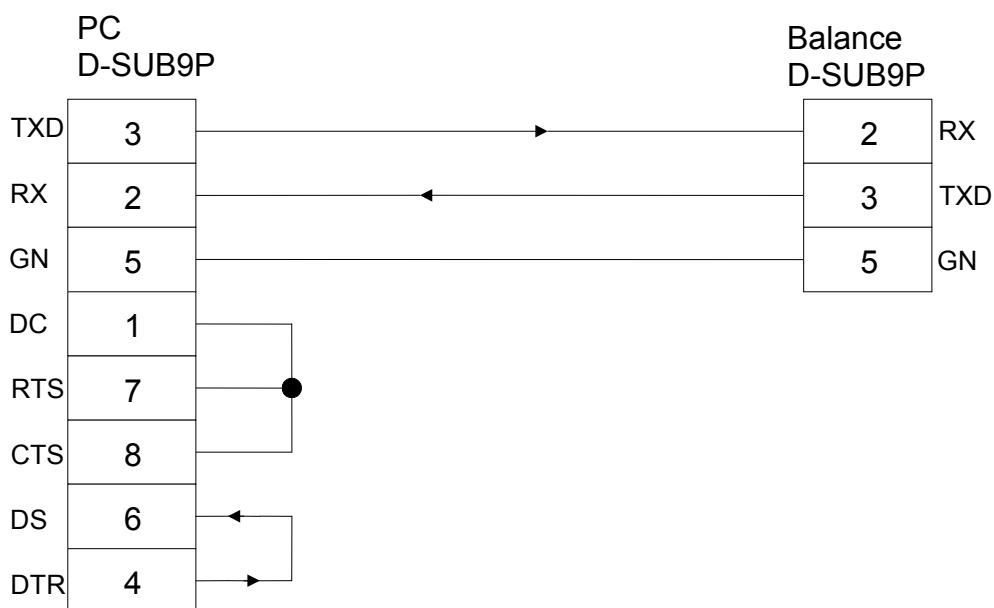 PC
D-SUB9P
Balance
D-SUB9P
TXD 3 2 RX
RX 2 3 TXD
GN 5 5 GN
DC 1
RTS 7
CTS 8
DS 6
DTR 4